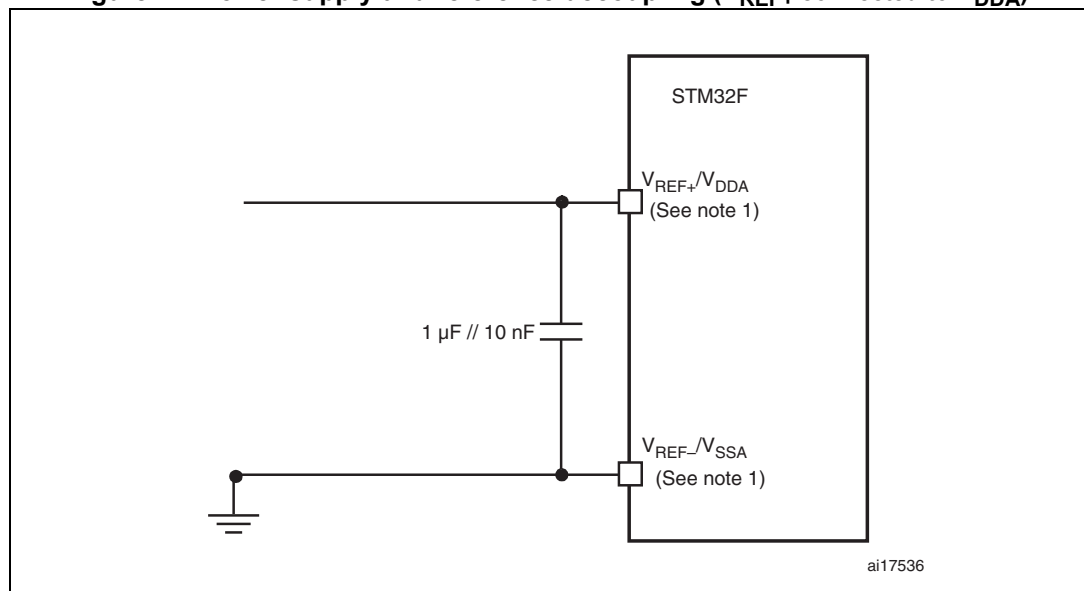 STM32F
VREF+/VDDA
(See note 1)
1 µF // 10 nF
VREF–/VSSA
(See note 1)
ai17536